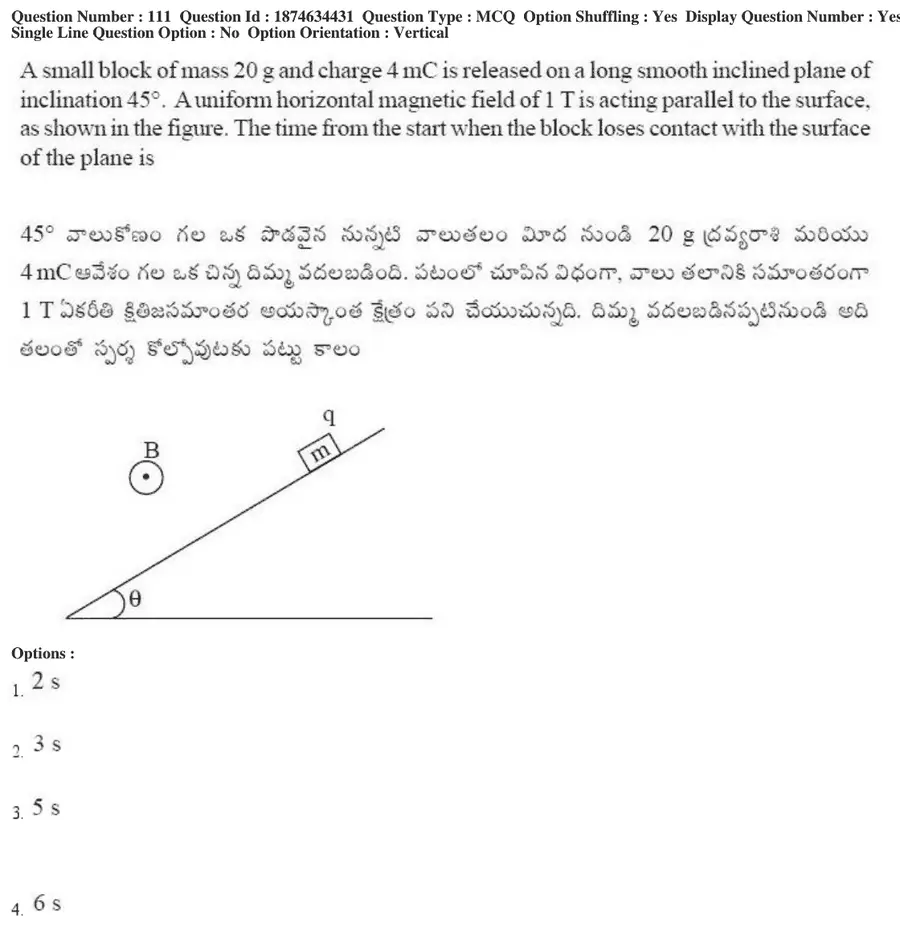 Question Number : 111 Question Id : 1874634431 Question Type : MCQ Option Shuffling : Yes Display Question Number : Yes
Single Line Question Option : No Option Orientation : Vertical
A small block of mass 20 g and charge 4 mC is released on a long smooth inclined plane of
inclination 45°. A uniform horizontal magnetic field of 1 T is acting parallel to the surface,
as shown in the figure. The time from the start when the block loses contact with the surface
of the plane is
45° వాలుకోణం గల ఒక పొడవైన నున్నటి వాలుతలం మీద నుండి 20 g ద్రవ్యరాశి మరియు
4 mC ఆవేశం గల ఒక చిన్న దిమ్మ వదలబడింది. పటంలో చూపిన విధంగా, వాలు తలానికి సమాంతరంగా
1 T ఏకరీతి క్షితిజసమాంతర అయస్కాంత క్షేత్రం పని చేయుచున్నది. దిమ్మ వదలబడినప్పటినుండి అది
తలంతో స్పర్శ కోల్పోవుటకు పట్టు కాలం
q
B
m
θ
Options :
1. 2 s
2. 3 s
3. 5 s
4. 6 s